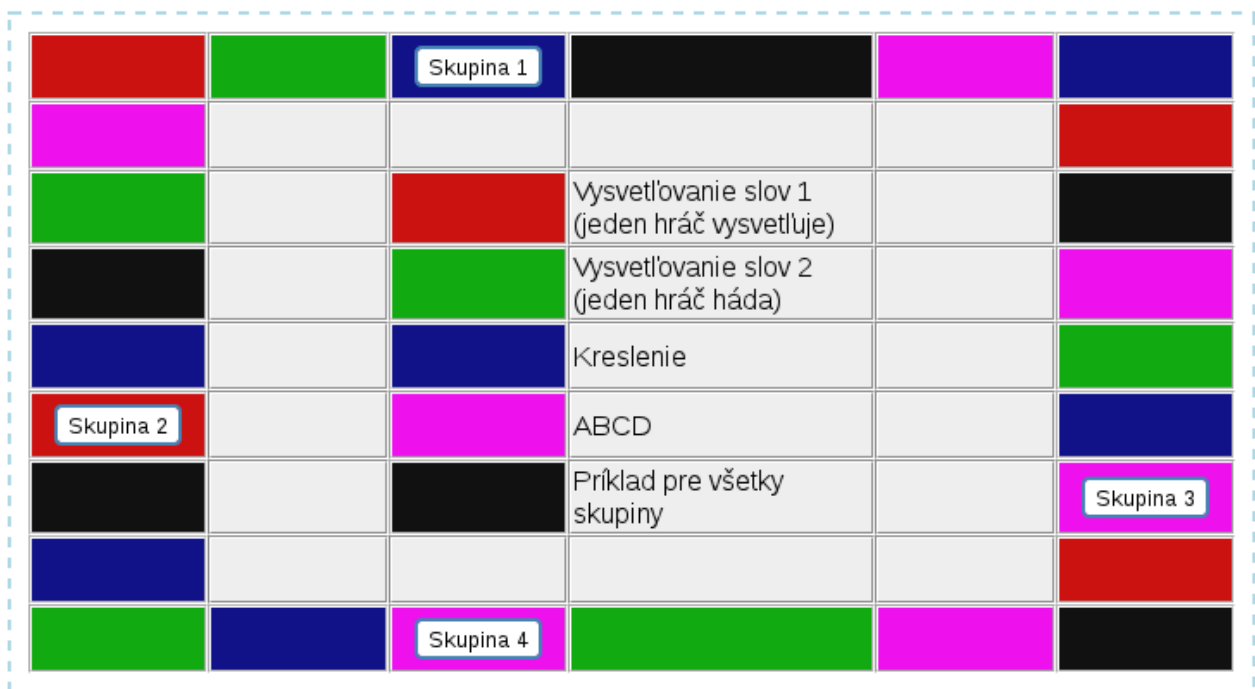 Skupina 1
Vysvetľovanie slov 1
(jeden hráč vysvetľuje)
Vysvetľovanie slov 2
(jeden hráč háda)
Kreslenie
Skupina 2
ABCD
Príklad pre všetky
skupiny
Skupina 3
Skupina 4